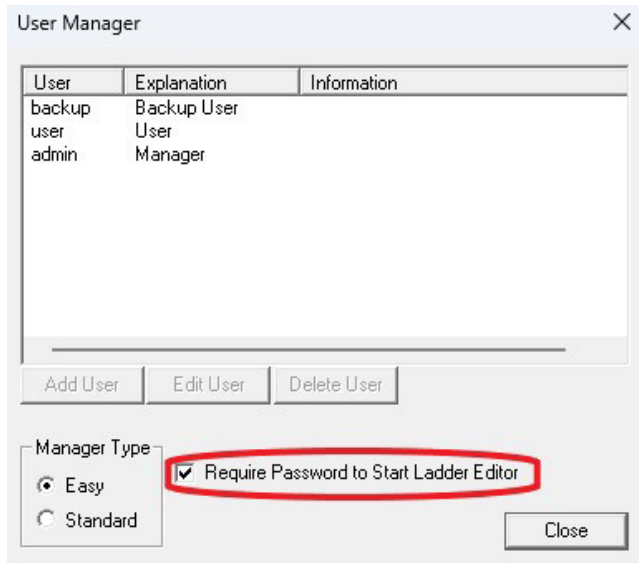 User Manager
User Explanation Information
backup Backup User
user User
admin Manager
Add User Edit User Delete User
Manager Type
Require Password to Start Ladder Editor
Easy
Standard
Close